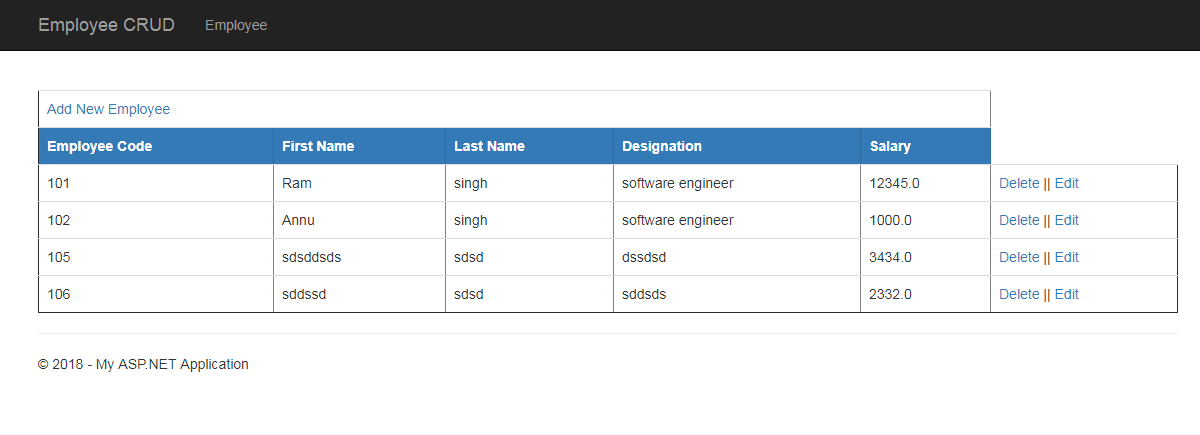 Employee CRUD Employee
Add New Employee
Employee Code First Name Last Name Designation Salary
101 Ram singh software engineer 12345.0 Delete || Edit
102 Annu singh software engineer 1000.0 Delete || Edit
105 sdsddsds sdsd dssdsd 3434.0 Delete || Edit
106 sddssd sdsd sddsds 2332.0 Delete || Edit
© 2018 - My ASP.NET Application